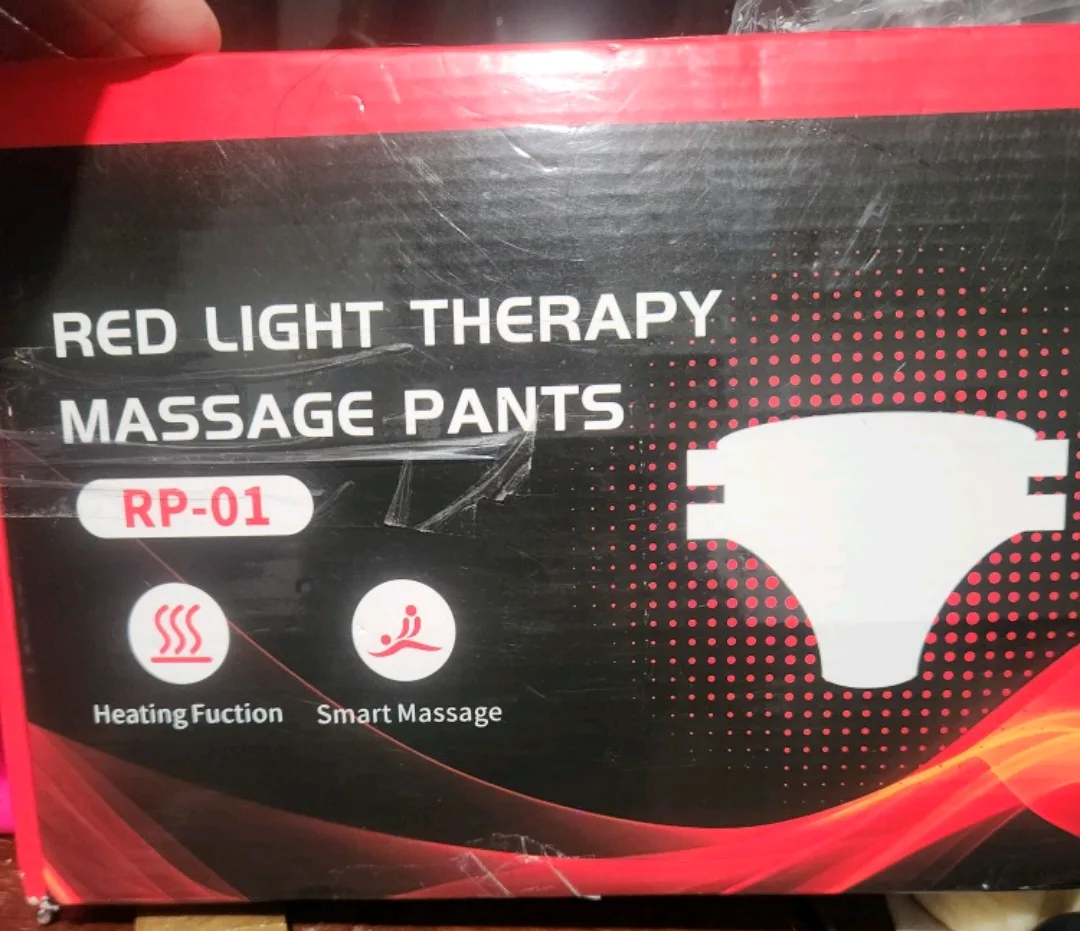 RED LIGHT THERAPY
MASSAGE PANTS
RP-01
Heating Fuction
Smart Massage